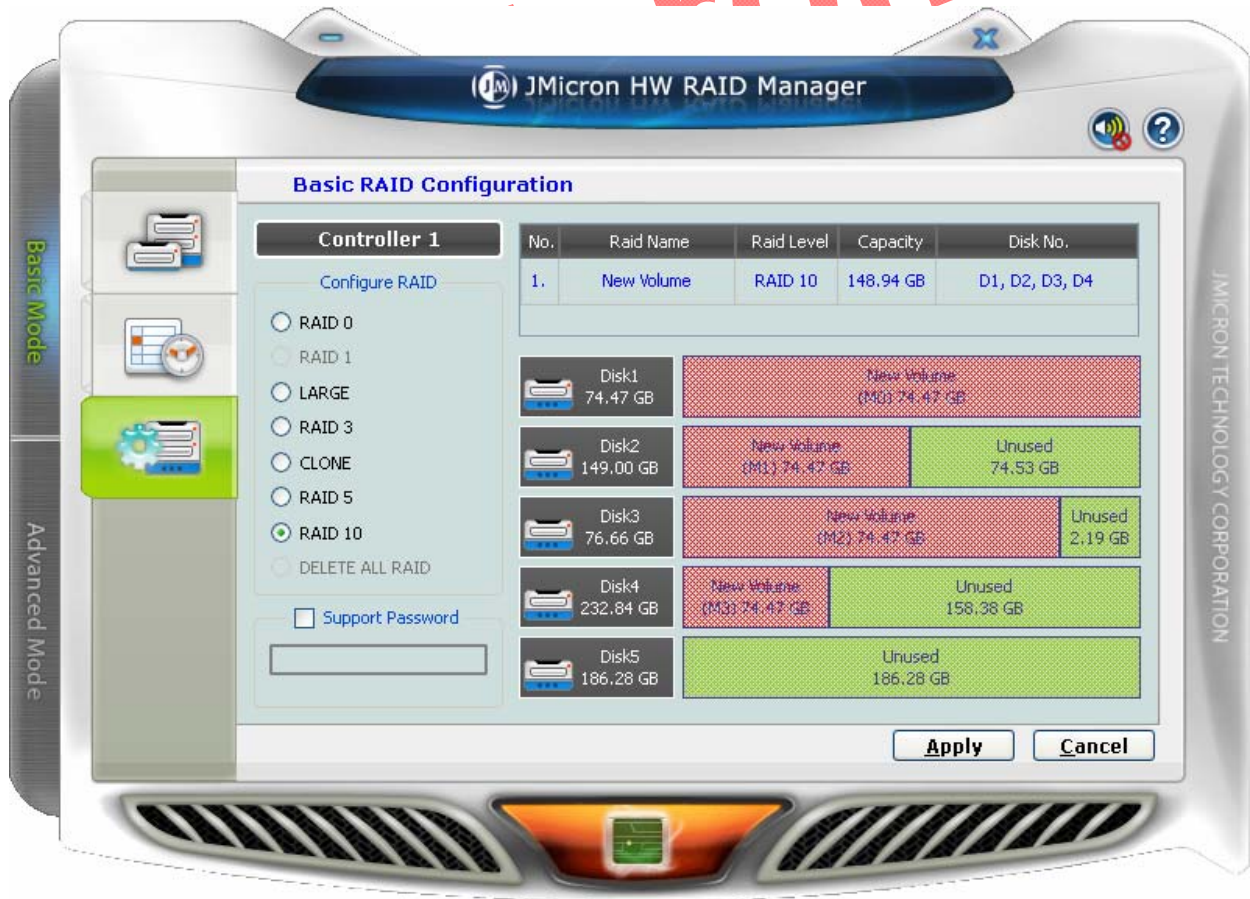 JM JMicron HW RAID Manager
Basic Mode
Advanced Mode
Basic RAID Configuration
Controller 1
Configure RAID
RAID 0
RAID 1
LARGE
RAID 3
CLONE
RAID 5
RAID 10
DELETE ALL RAID
Support Password
No. Raid Name Raid Level Capacity Disk No.
1. New Volume RAID 10 148.94 GB D1, D2, D3, D4
Disk1
74.47 GB
New Volume
(M0) 74.47 GB
Disk2
149.00 GB
New Volume
(M1) 74.47 GB
Unused
74.53 GB
Disk3
76.66 GB
New Volume
(M2) 74.47 GB
Unused
2.19 GB
Disk4
232.84 GB
New Volume
(M3) 74.47 GB
Unused
158.38 GB
Disk5
186.28 GB
Unused
186.28 GB
Apply
Cancel
JMICRON TECHNOLOGY CORPORATION